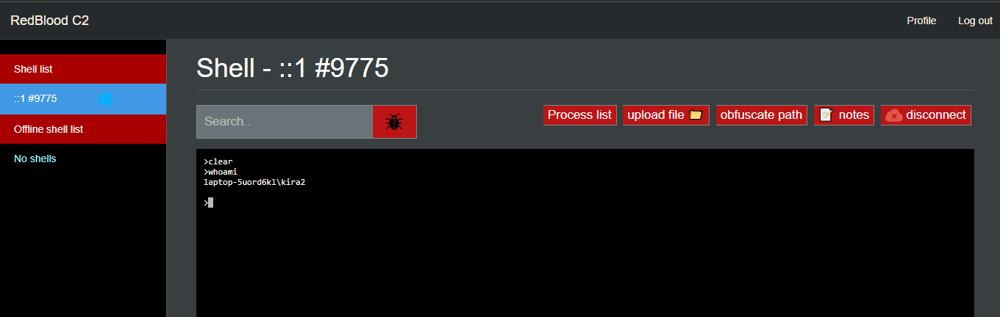 RedBlood C2
Profile
Log out
Shell list
::1 #9775
Offline shell list
No shells
Shell - ::1 #9775
Search..
Process list
upload file
obfuscate path
notes
disconnect
>clear
>whoami
laptop-5uord6kl\kira2
>